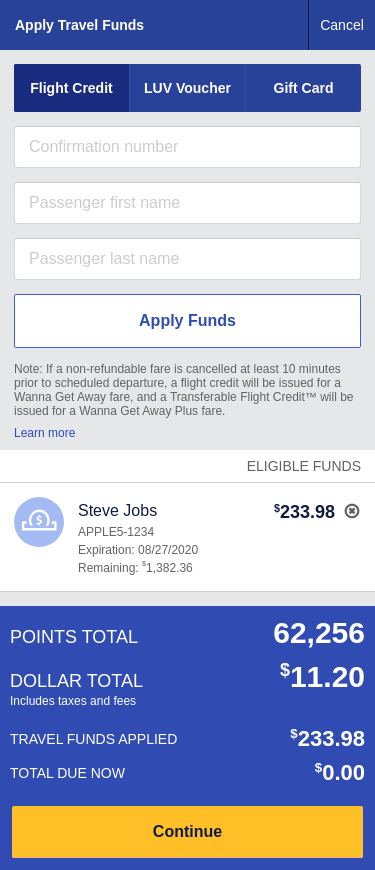 Apply Travel Funds
Cancel
Flight Credit
LUV Voucher
Gift Card
Confirmation number
Passenger first name
Passenger last name
Apply Funds
Note: If a non-refundable fare is cancelled at least 10 minutes
prior to scheduled departure, a flight credit will be issued for a
Wanna Get Away fare, and a Transferable Flight Credit™ will be
issued for a Wanna Get Away Plus fare.
Learn more
ELIGIBLE FUNDS
Steve Jobs
$233.98
APPLE5-1234
Expiration: 08/27/2020
Remaining: $1,382.36
POINTS TOTAL
62,256
DOLLAR TOTAL
$11.20
Includes taxes and fees
TRAVEL FUNDS APPLIED
$233.98
TOTAL DUE NOW
$0.00
Continue